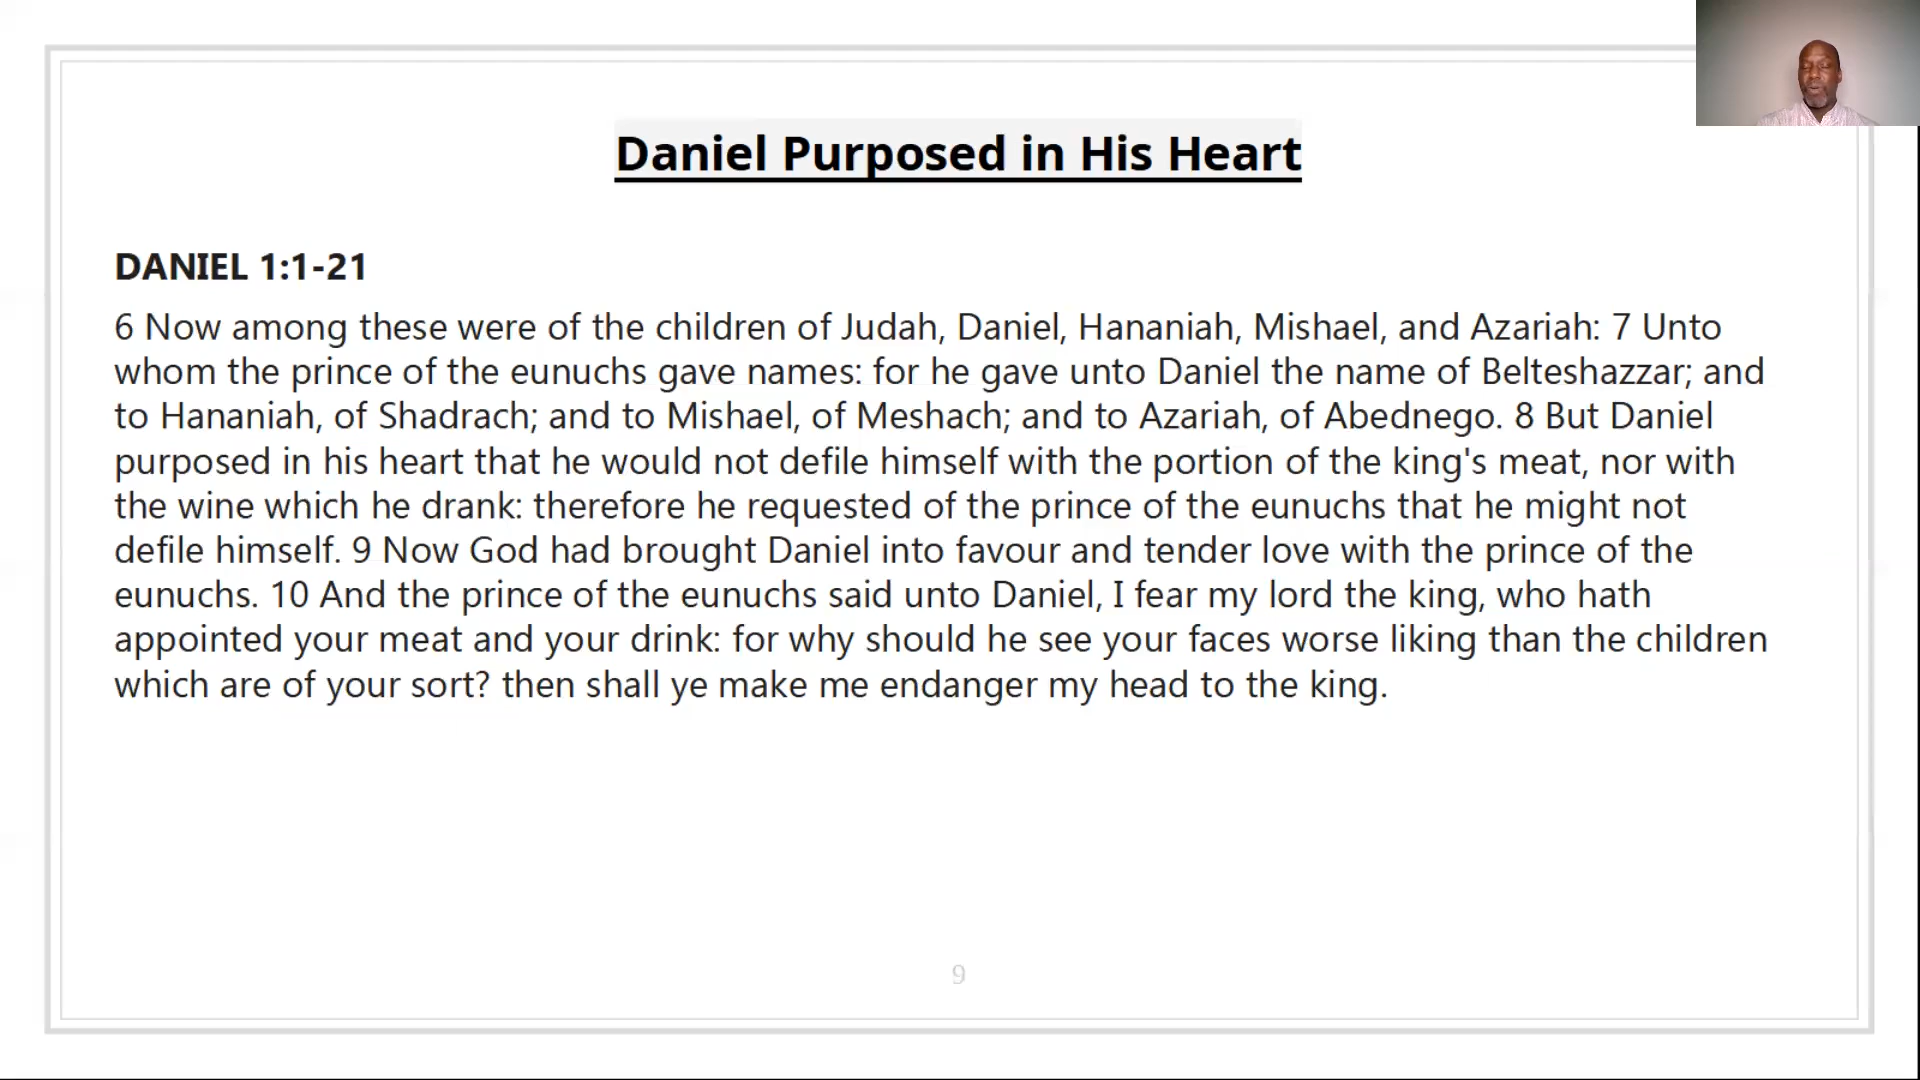 Daniel Purposed in His Heart
DANIEL 1:1-21
6 Now among these were of the children of Judah, Daniel, Hananiah, Mishael, and Azariah: 7 Unto
whom the prince of the eunuchs gave names: for he gave unto Daniel the name of Belteshazzar; and
to Hananiah, of Shadrach; and to Mishael, of Meshach; and to Azariah, of Abednego. 8 But Daniel
purposed in his heart that he would not defile himself with the portion of the king's meat, nor with
the wine which he drank: therefore he requested of the prince of the eunuchs that he might not
defile himself. 9 Now God had brought Daniel into favour and tender love with the prince of the
eunuchs. 10 And the prince of the eunuchs said unto Daniel, I fear my lord the king, who hath
appointed your meat and your drink: for why should he see your faces worse liking than the children
which are of your sort? then shall ye make me endanger my head to the king.
9